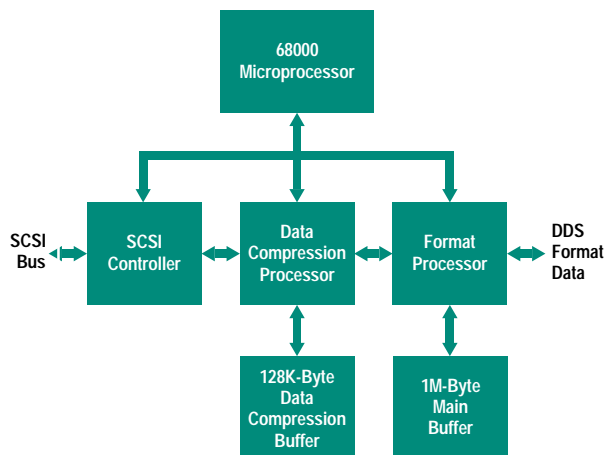 68000
Microprocessor
SCSI
Bus
SCSI
Controller
Data
Compression
Processor
Format
Processor
DDS
Format
Data
128K-Byte
Data
Compression
Buffer
1M-Byte
Main
Buffer